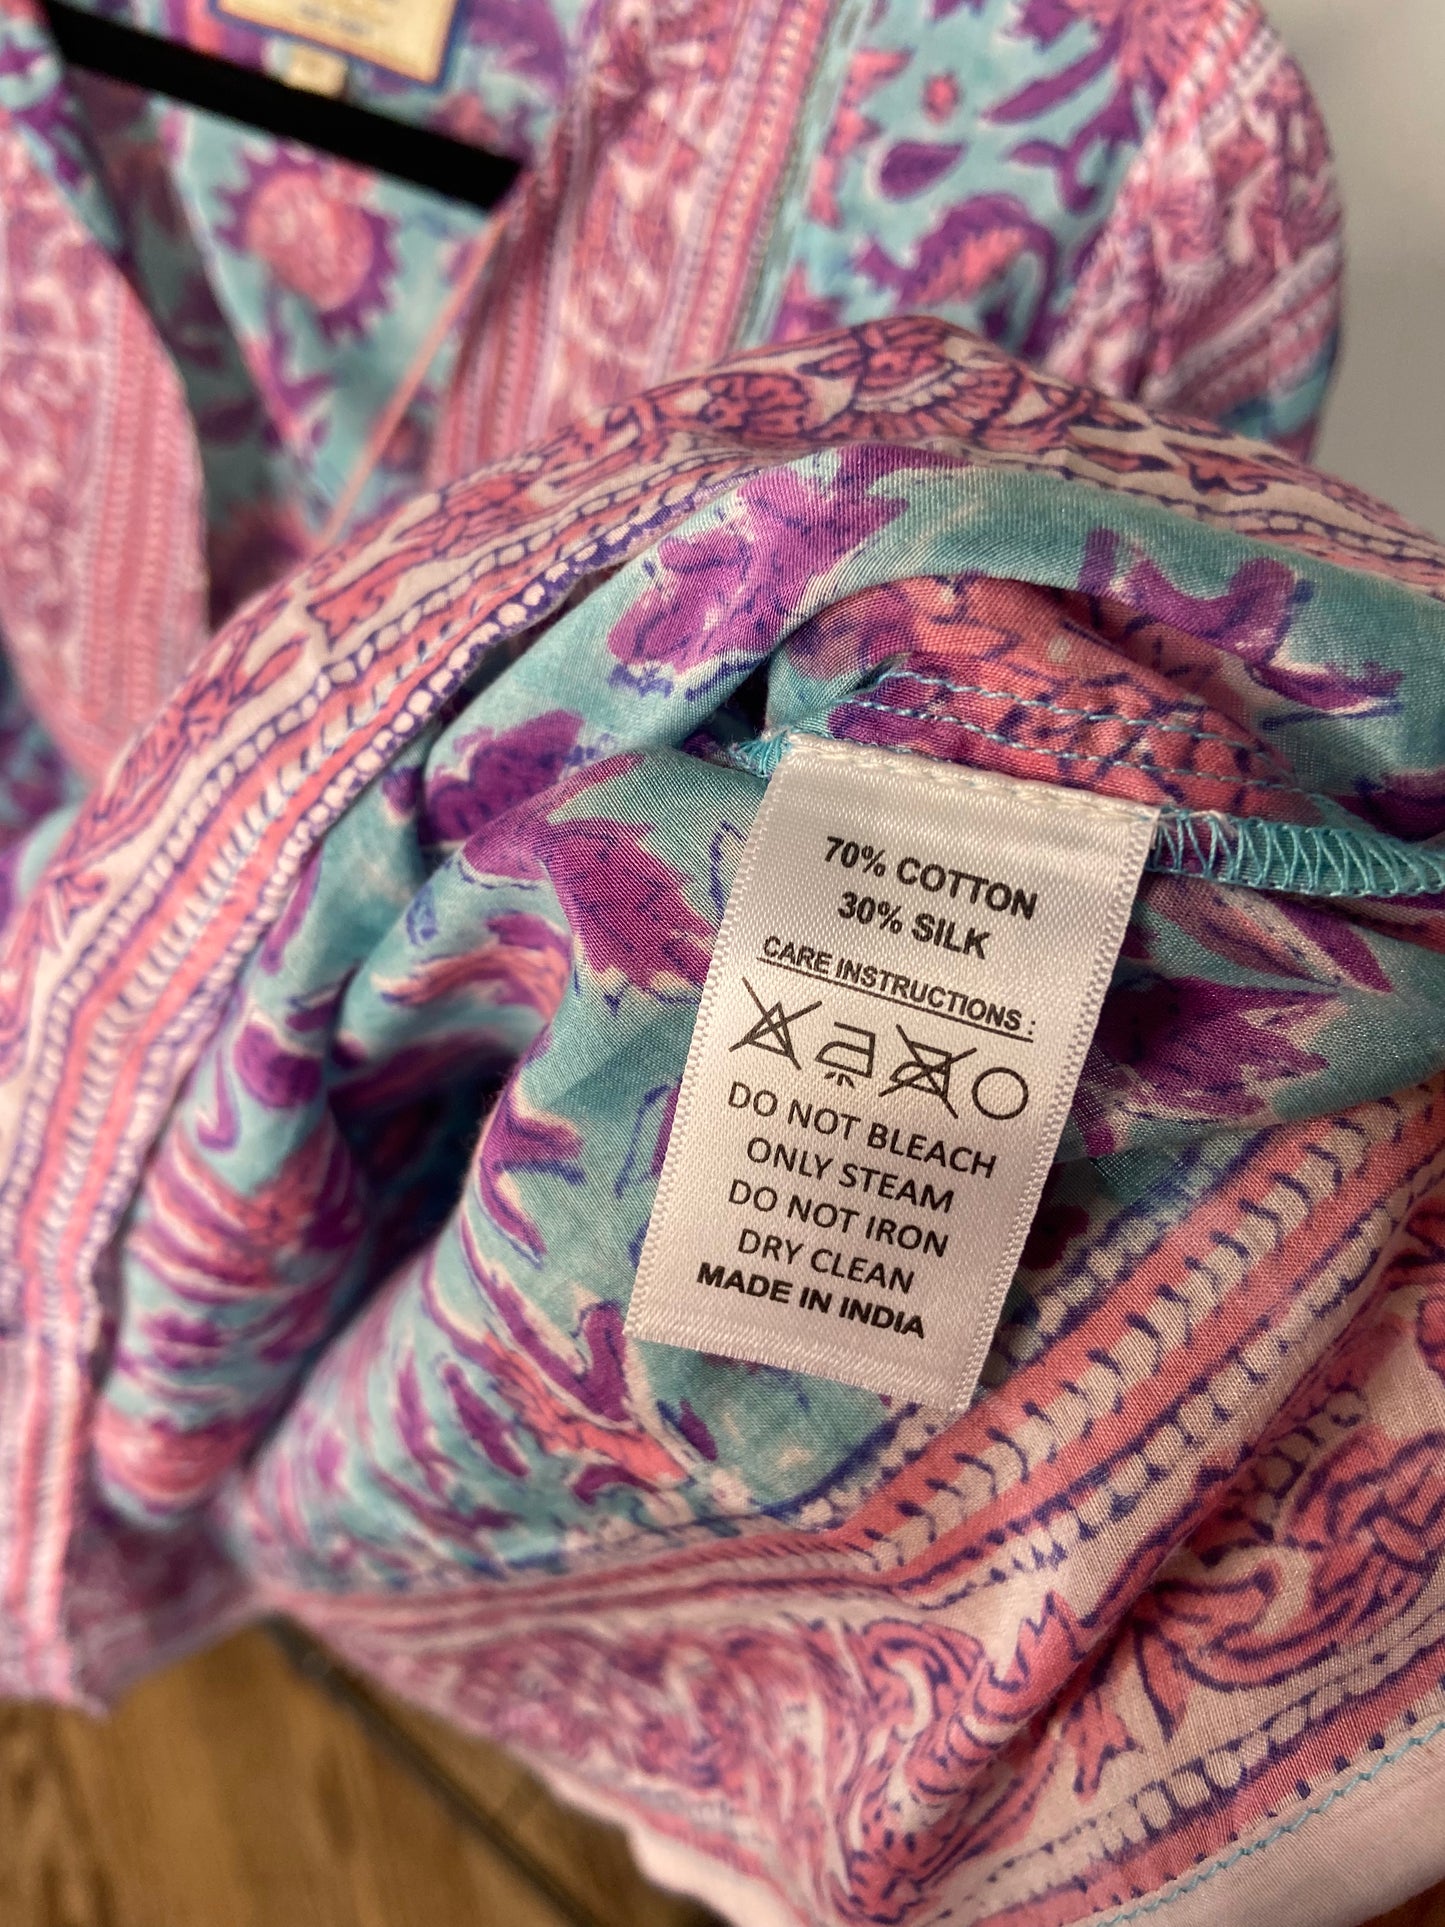 70% COTTON
30% SILK
CARE INSTRUCTIONS :
DO NOT BLEACH
ONLY STEAM
DO NOT IRON
DRY CLEAN
MADE IN INDIA